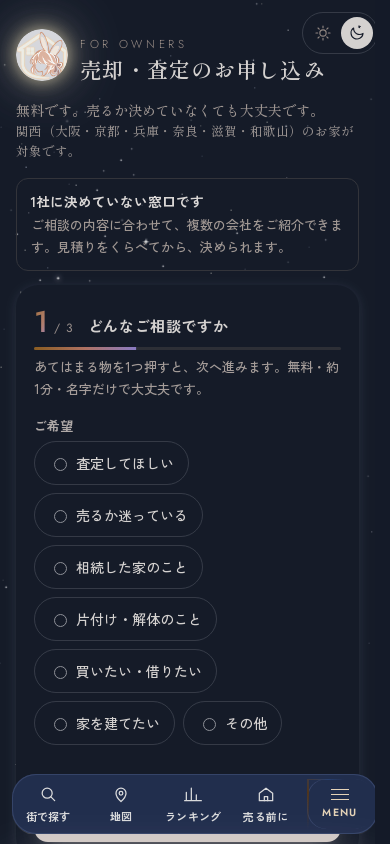 FOR OWNERS
売却・査定のお申し込み
無料です。売るか決めていなくても大丈夫です。
関西（大阪・京都・兵庫・奈良・滋賀・和歌山）のお家が
対象です。
1社に決めていない窓口です
ご相談の内容に合わせて、複数の会社をご紹介できま
す。見積りをくらべてから、決められます。
1 / 3 どんなご相談ですか
あてはまる物を1つ押すと、次へ進みます。無料・約
1分・名字だけで大丈夫です。
ご希望
査定してほしい
売るか迷っている
相続した家のこと
片付け・解体のこと
買いたい・借りたい
家を建てたい その他
街で探す 地図 ランキング 売る前に MENU